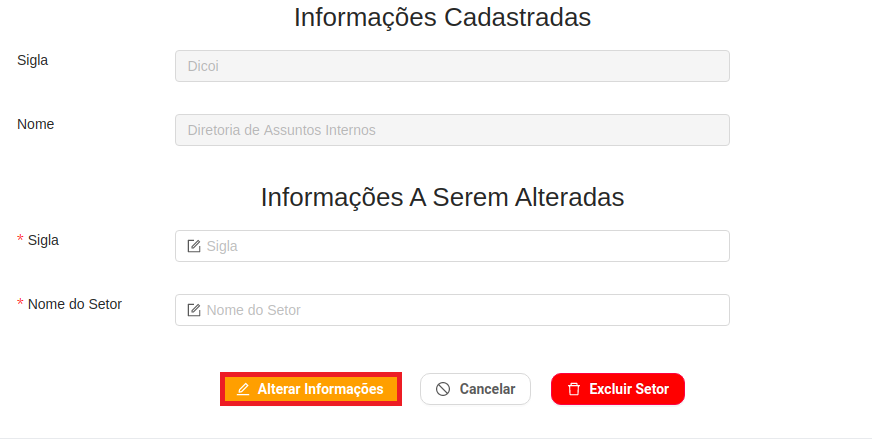 Informações Cadastradas
Sigla
Dicoi
Nome
Diretoria de Assuntos Internos
Informações A Serem Alteradas
* Sigla
Sigla
* Nome do Setor
Nome do Setor
Alterar Informações Cancelar Excluir Setor